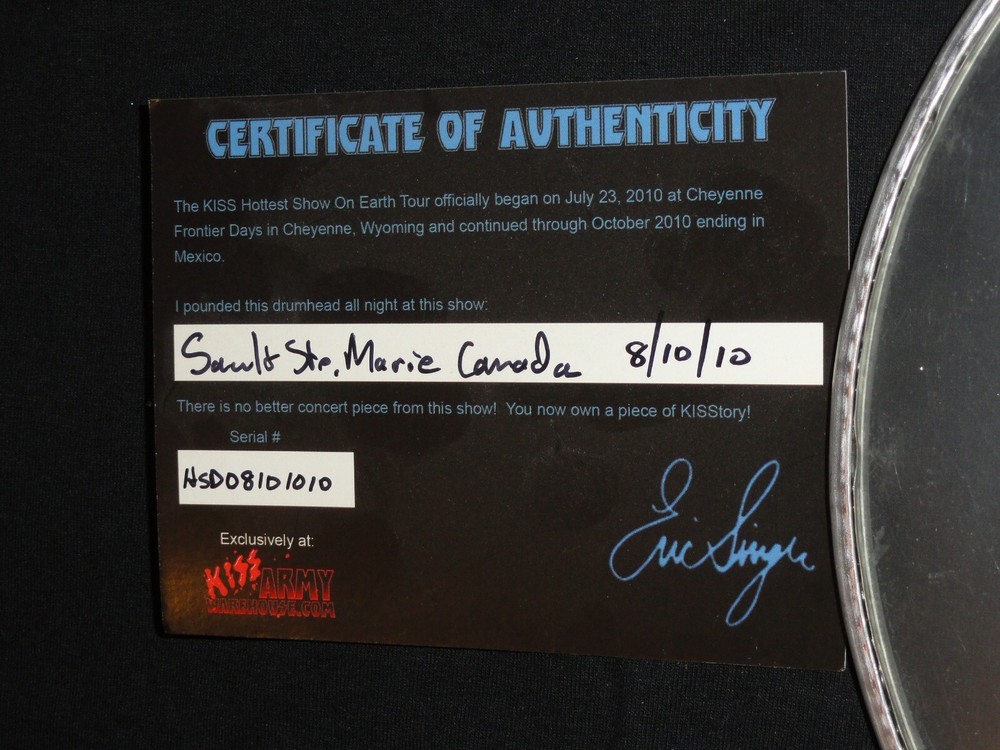 CERTIFICATE OF AUTHENTICITY
The KISS Hottest Show On Earth Tour officially began on July 23, 2010 at Cheyenne
Frontier Days in Cheyenne, Wyoming and continued through October 2010 ending in
Mexico.
I pounded this drumhead all night at this show:
Sault Ste. Marie Canada 8/10/10
There is no better concert piece from this show! You now own a piece of KISStory!
Serial #
HSD08101010
Exclusively at:
KISS ARMY
WAREHOUSE.COM
Eric Singer